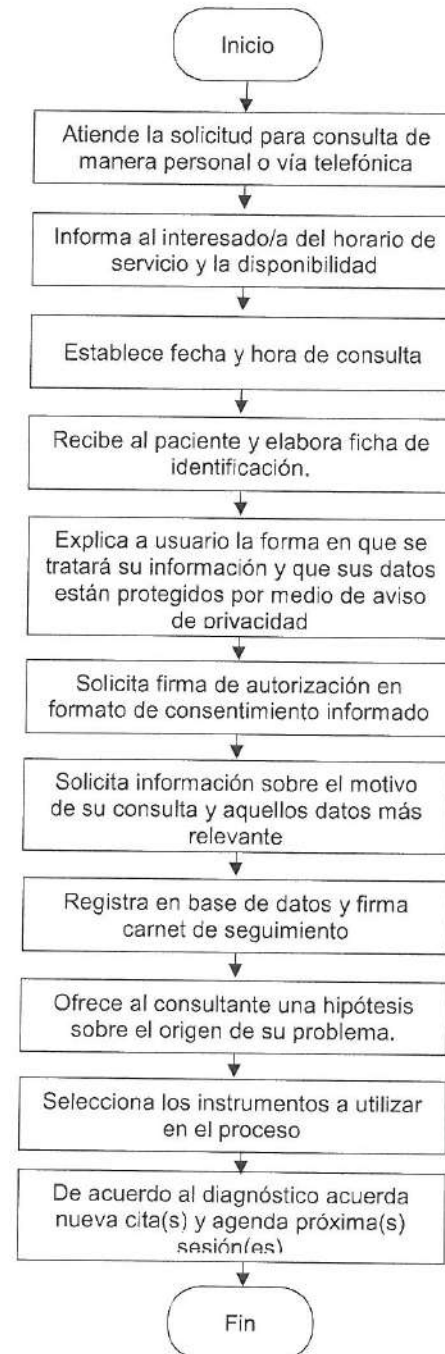 Inicio
Atiende la solicitud para consulta de
manera personal o vía telefónica
Informa al interesado/a del horario de
servicio y la disponibilidad
Establece fecha y hora de consulta
Recibe al paciente y elabora ficha de
identificación.
Explica a usuario la forma en que se
tratará su información y que sus datos
están protegidos por medio de aviso
de privacidad
Solicita firma de autorización en
formato de consentimiento informado
Solicita información sobre el motivo
de su consulta y aquellos datos más
relevante
Registra en base de datos y firma
carnet de seguimiento
Ofrece al consultante una hipótesis
sobre el origen de su problema.
Selecciona los instrumentos a utilizar
en el proceso
De acuerdo al diagnóstico acuerda
nueva cita(s) y agenda próxima(s)
sesión(es)
Fin